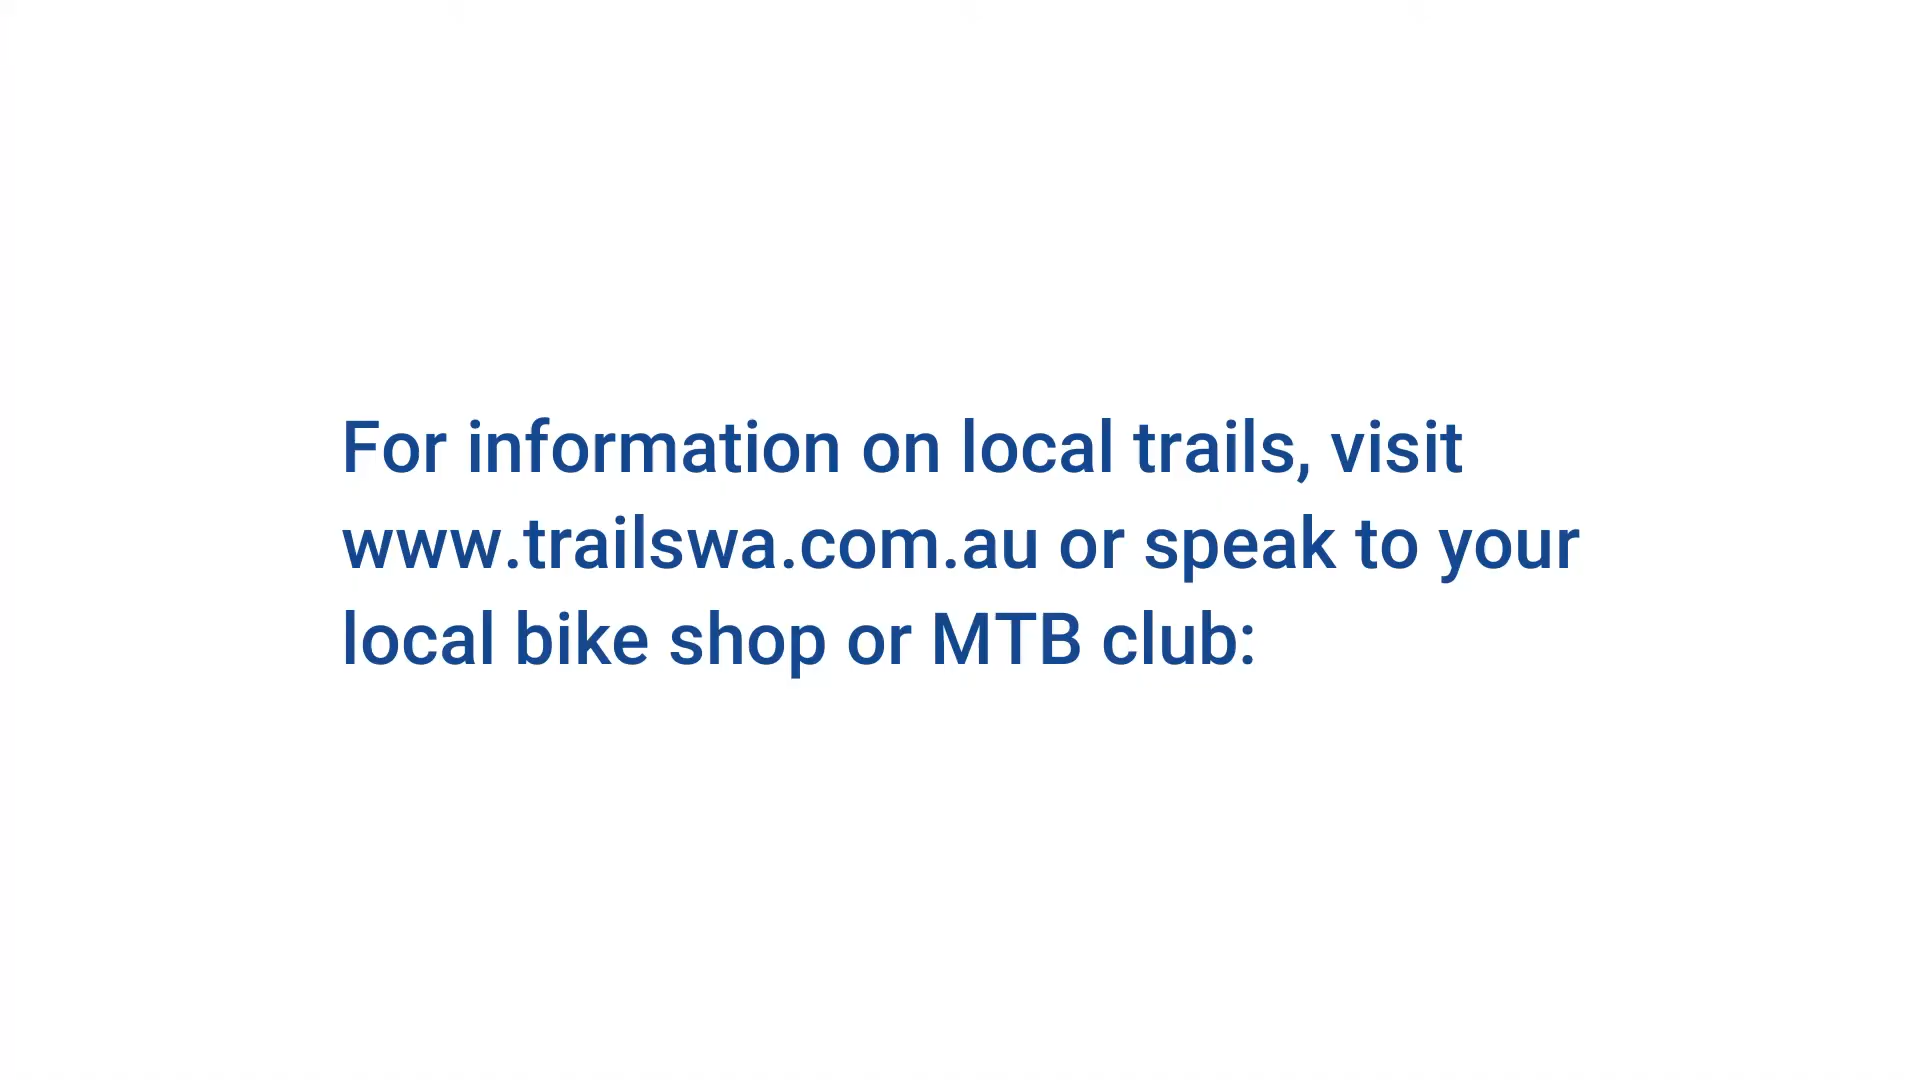 For information on local trails, visit
www.trailswa.com.au or speak to your
local bike shop or MTB club: